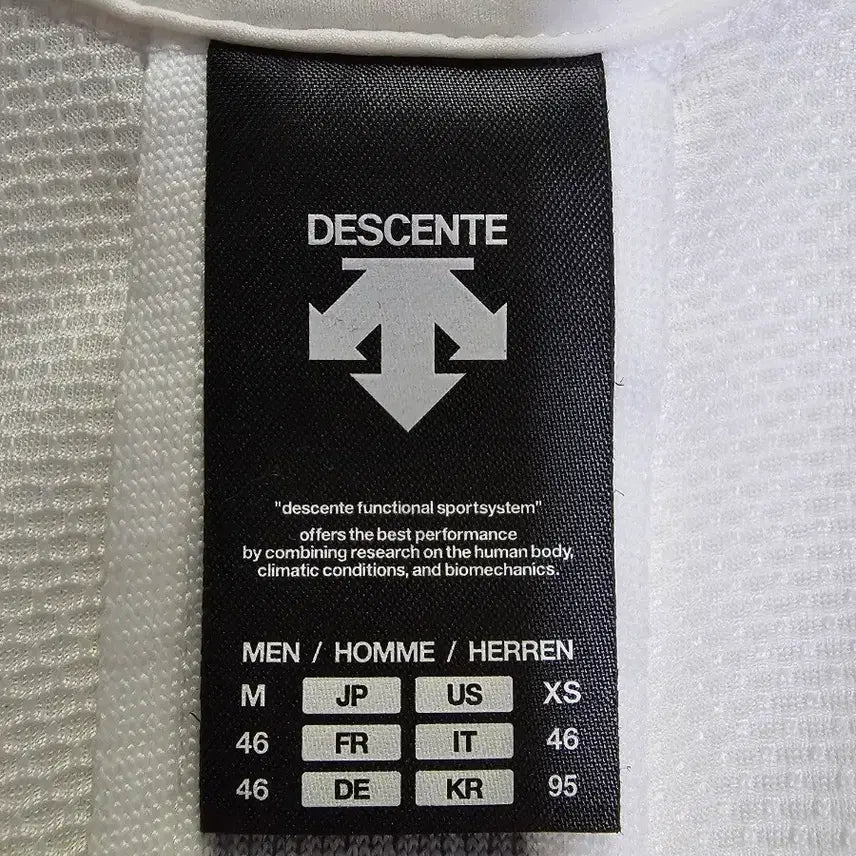 DESCENTE
"descente functional sportsystem"
offers the best performance
by combining research on the human body,
climatic conditions, and biomechanics.
MEN / HOMME / HERREN
M JP US XS
46 FR IT 46
46 DE KR 95